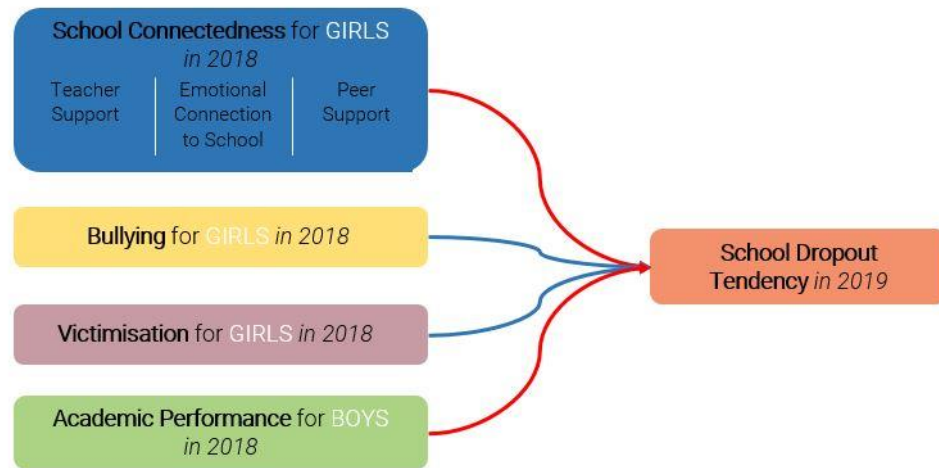 School Connectedness for GIRLS
in 2018
Teacher
Support
Emotional
Connection
to School
Peer
Support
Bullying for GIRLS in 2018
Victimisation for GIRLS in 2018
Academic Performance for BOYS
in 2018
School Dropout
Tendency in 2019